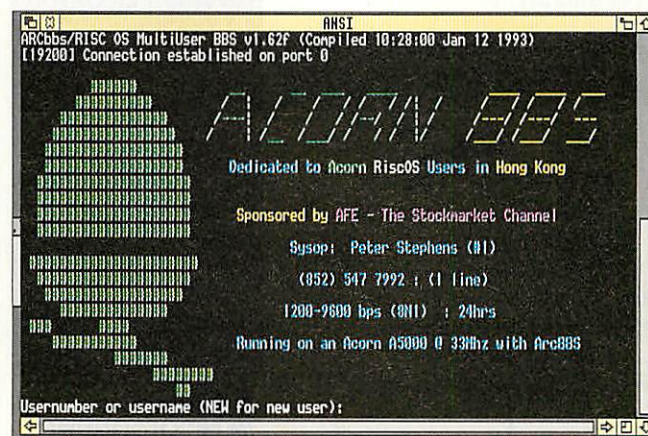 ANSI
ARCbbs/RISC OS MultiUser BBS v1.62f (Compiled 10:28:00 Jan 12 1993)
[19200] Connection established on port 0
ACORN BBS
Dedicated to Acorn RiscOS Users in Hong Kong
Sponsored by AFE - The Stockmarket Channel
Sysop: Peter Stephens (#1)
(852) 547 7992 : (1 line)
1200-9600 bps (8N1) : 24hrs
Running on an Acorn A5000 @ 33Mhz with ArcBBS
Usernumber or username (NEW for new user):